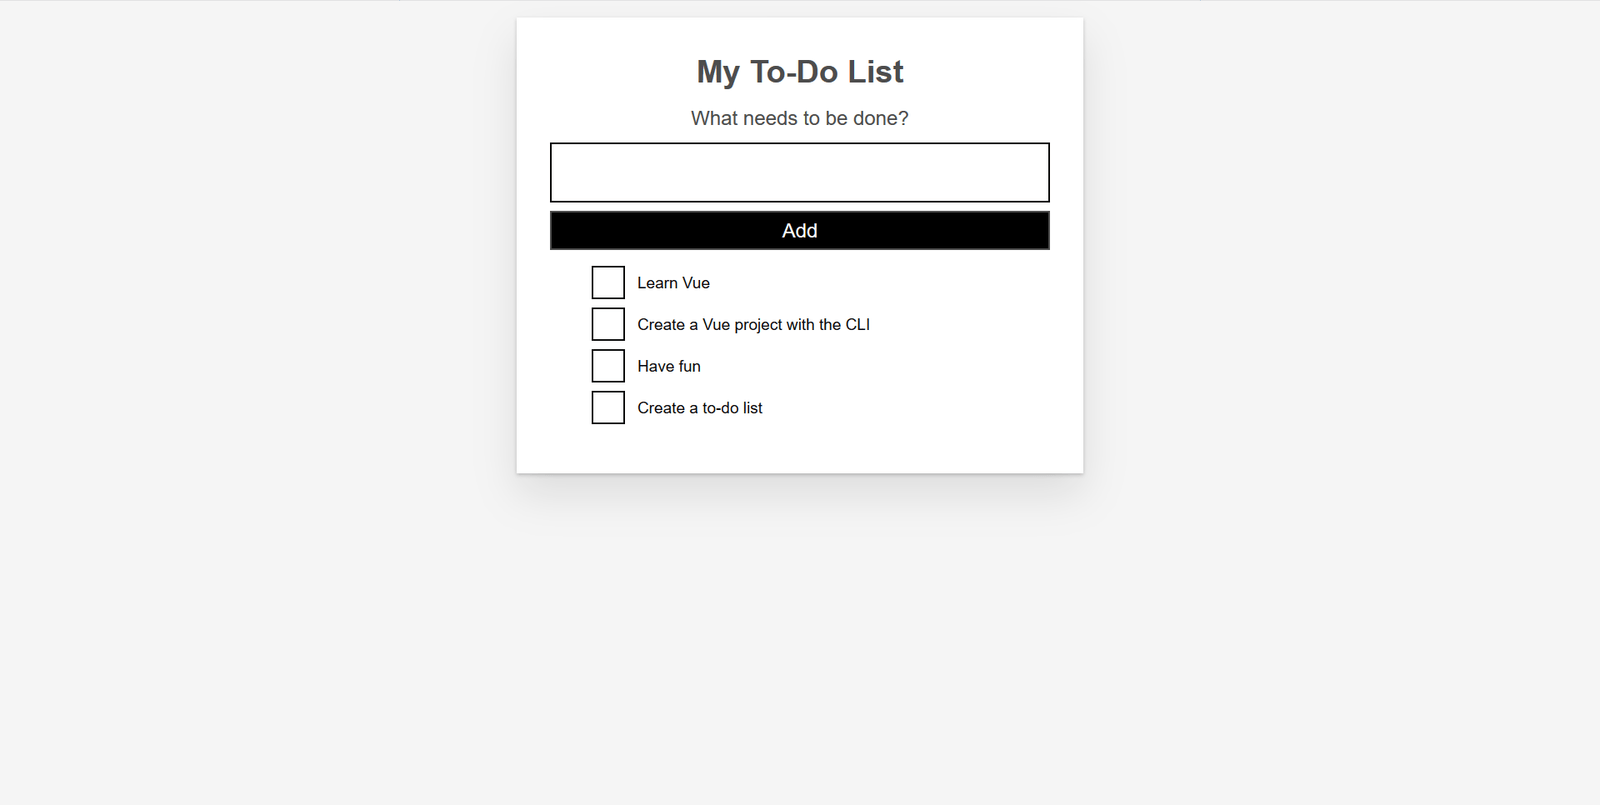 My To-Do List
What needs to be done?
Add
Learn Vue
Create a Vue project with the CLI
Have fun
Create a to-do list